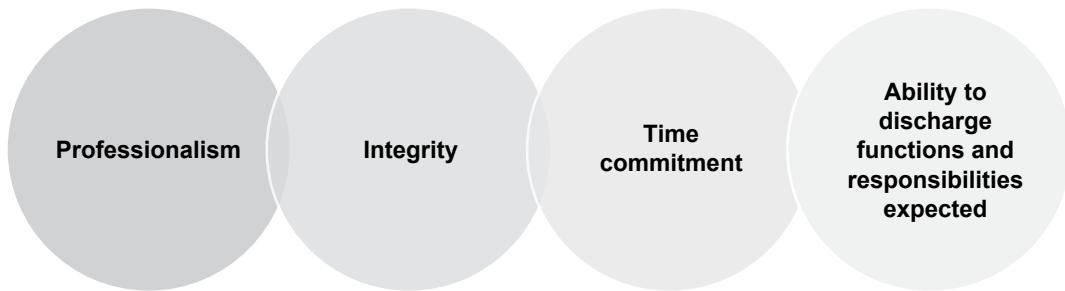 Professionalism
Integrity
Time
commitment
Ability to
discharge
functions and
responsibilities
expected